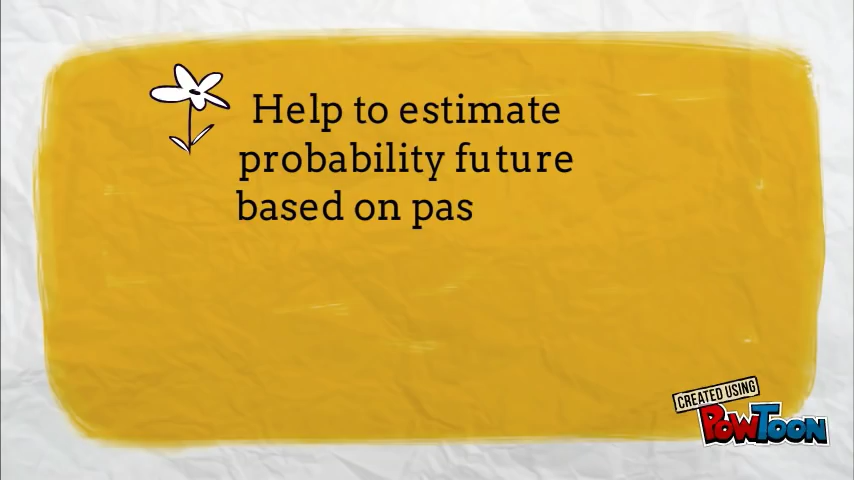 Help to estimate
probability future
based on pas
CREATED USING
POWTOON